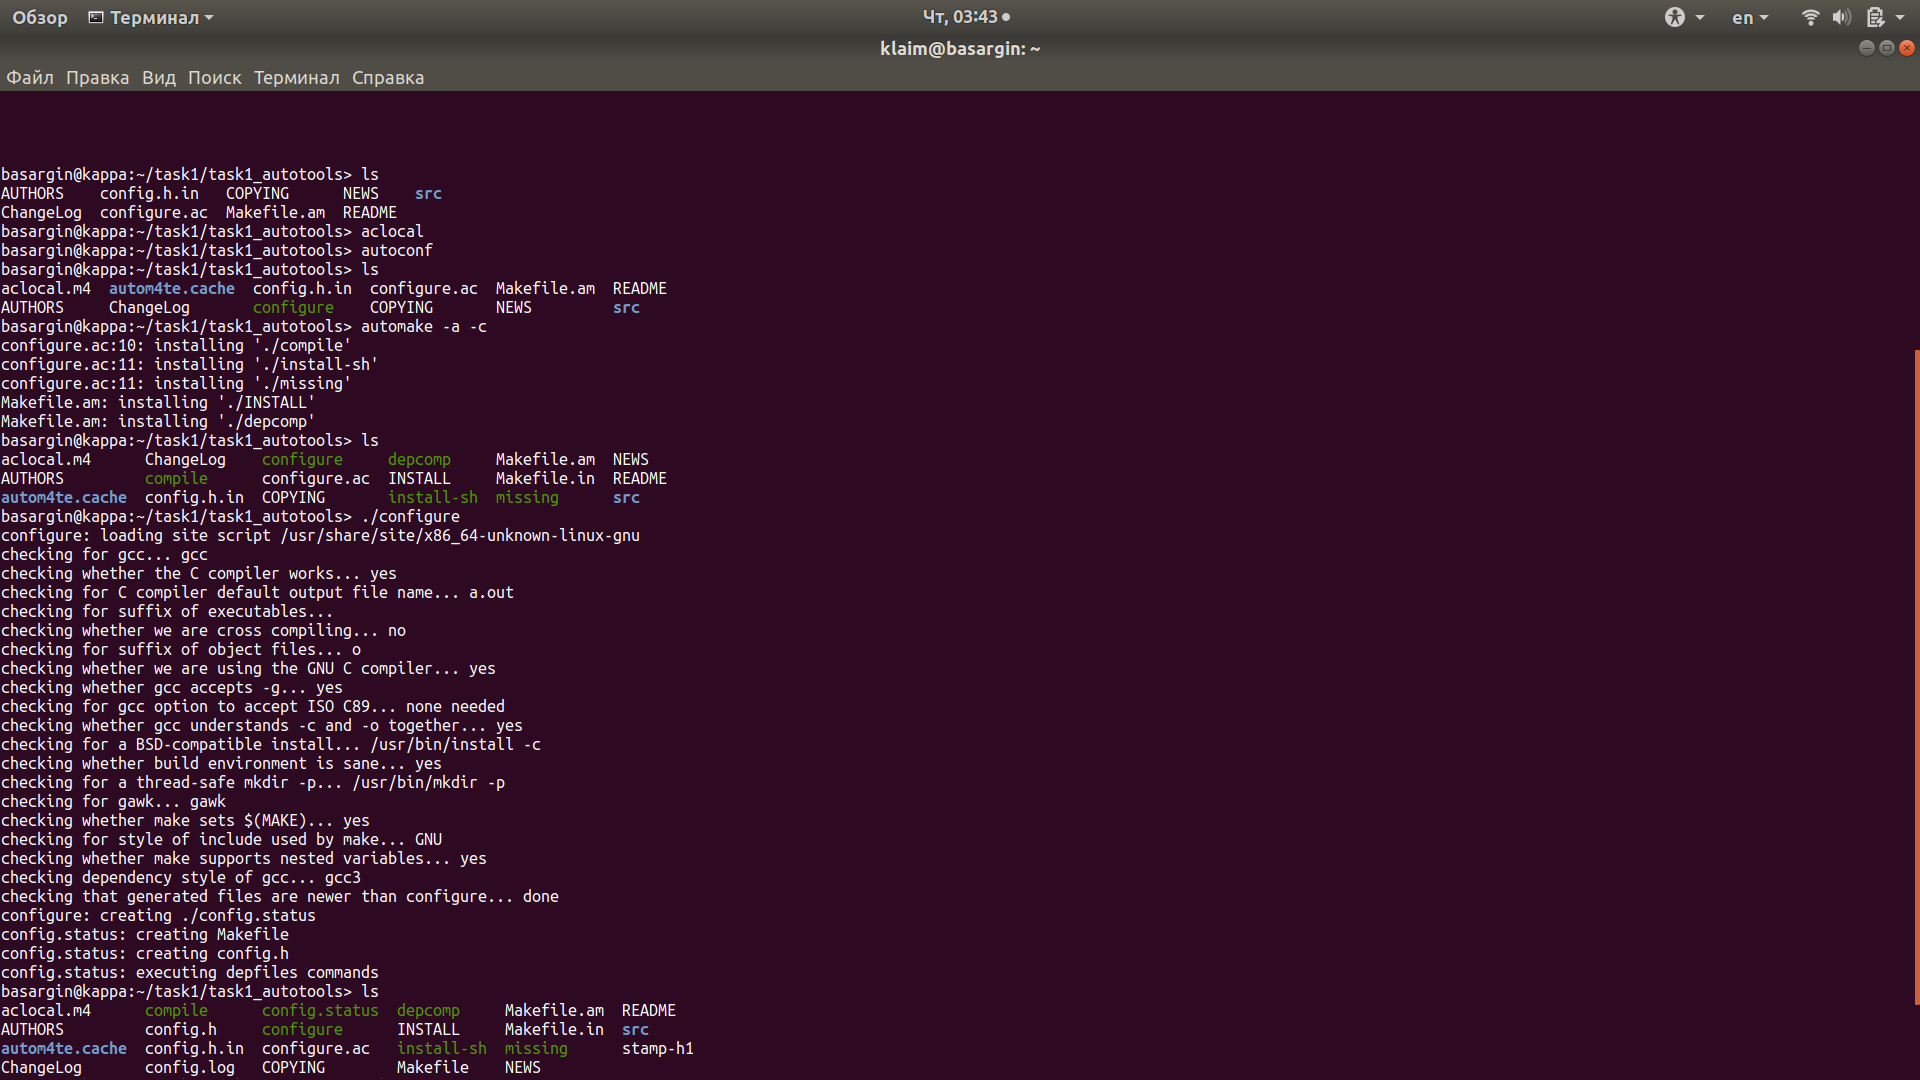 Обзор Терминал Чт, 03:43 en
klaim@basargin: ~
Файл Правка Вид Поиск Терминал Справка
basargin@kappa:~/task1/task1_autotools> ls
AUTHORS    config.h.in   COPYING      NEWS    src
ChangeLog  configure.ac  Makefile.am  README
basargin@kappa:~/task1/task1_autotools> aclocal
basargin@kappa:~/task1/task1_autotools> autoconf
basargin@kappa:~/task1/task1_autotools> ls
aclocal.m4  autom4te.cache  config.h.in  configure.ac  Makefile.am  README
AUTHORS     ChangeLog       configure    COPYING       NEWS         src
basargin@kappa:~/task1/task1_autotools> automake -a -c
configure.ac:10: installing './compile'
configure.ac:11: installing './install-sh'
configure.ac:11: installing './missing'
Makefile.am: installing './INSTALL'
Makefile.am: installing './depcomp'
basargin@kappa:~/task1/task1_autotools> ls
aclocal.m4      ChangeLog    configure     depcomp     Makefile.am  NEWS
AUTHORS         compile      configure.ac  INSTALL     Makefile.in  README
autom4te.cache  config.h.in  COPYING       install-sh  missing      src
basargin@kappa:~/task1/task1_autotools> ./configure
configure: loading site script /usr/share/site/x86_64-unknown-linux-gnu
checking for gcc... gcc
checking whether the C compiler works... yes
checking for C compiler default output file name... a.out
checking for suffix of executables...
checking whether we are cross compiling... no
checking for suffix of object files... o
checking whether we are using the GNU C compiler... yes
checking whether gcc accepts -g... yes
checking for gcc option to accept ISO C89... none needed
checking whether gcc understands -c and -o together... yes
checking for a BSD-compatible install... /usr/bin/install -c
checking whether build environment is sane... yes
checking for a thread-safe mkdir -p... /usr/bin/mkdir -p
checking for gawk... gawk
checking whether make sets $(MAKE)... yes
checking for style of include used by make... GNU
checking whether make supports nested variables... yes
checking dependency style of gcc... gcc3
checking that generated files are newer than configure... done
configure: creating ./config.status
config.status: creating Makefile
config.status: creating config.h
config.status: executing depfiles commands
basargin@kappa:~/task1/task1_autotools> ls
aclocal.m4      compile      config.status  depcomp     Makefile.am  README
AUTHORS         config.h     configure      INSTALL     Makefile.in  src
autom4te.cache  config.h.in  configure.ac   install-sh  missing      stamp-h1
ChangeLog       config.log   COPYING        Makefile    NEWS